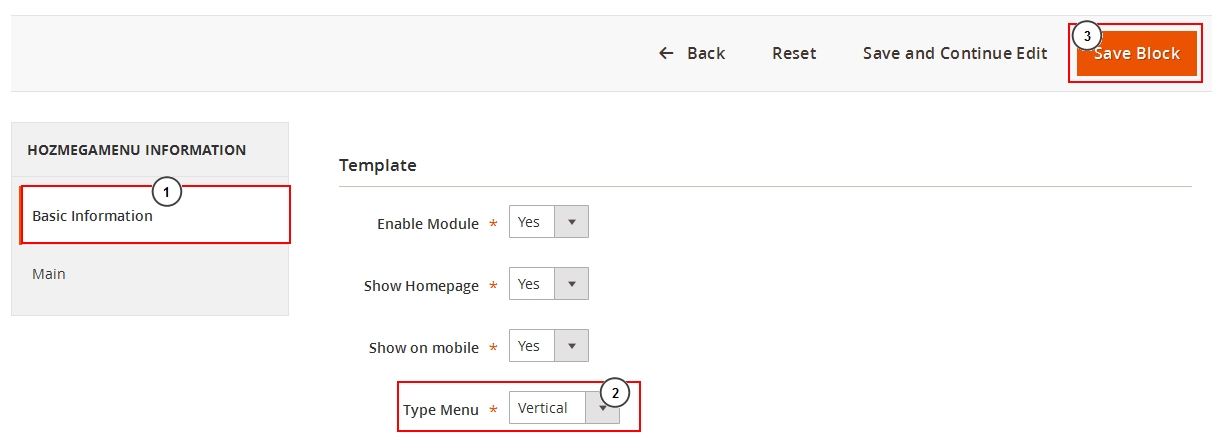 ← Back Reset Save and Continue Edit 3 Save Block
HOZMEGAMENU INFORMATION
1
Basic Information
Main
Template
Enable Module * Yes
Show Homepage * Yes
Show on mobile * Yes
Type Menu * Vertical 2